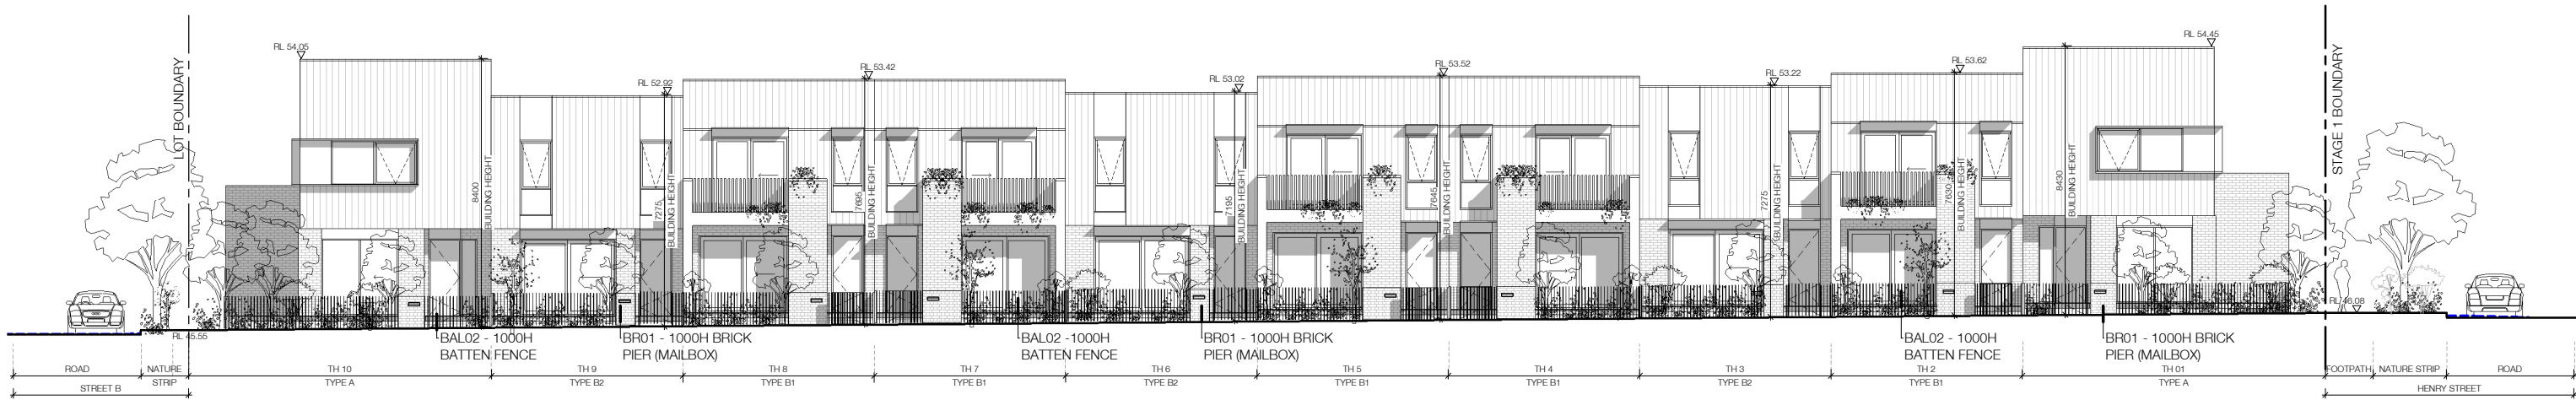 RL 54.05
RL 52.92
RL 53.42
RL 53.02
RL 53.52
RL 53.22
RL 53.62
RL 54.45
LOT BOUNDARY
STAGE 1 BOUNDARY
8400
BUILDING HEIGHT
7275
BUILDING HEIGHT
7695
BUILDING HEIGHT
7195
BUILDING HEIGHT
7645
BUILDING HEIGHT
7275
BUILDING HEIGHT
7630
BUILDING HEIGHT
8430
BUILDING HEIGHT
RL 46.08
RL 45.55
BAL02 - 1000H
BATTEN FENCE
BR01 - 1000H BRICK
PIER (MAILBOX)
BAL02 -1000H
BATTEN FENCE
BR01 - 1000H BRICK
PIER (MAILBOX)
BAL02 - 1000H
BATTEN FENCE
BR01 - 1000H BRICK
PIER (MAILBOX)
ROAD
NATURE
STRIP
STREET B
TH 10
TYPE A
TH 9
TYPE B2
TH 8
TYPE B1
TH 7
TYPE B1
TH 6
TYPE B2
TH 5
TYPE B1
TH 4
TYPE B1
TH 3
TYPE B2
TH 2
TYPE B1
TH 01
TYPE A
FOOTPATH
NATURE STRIP
ROAD
HENRY STREET